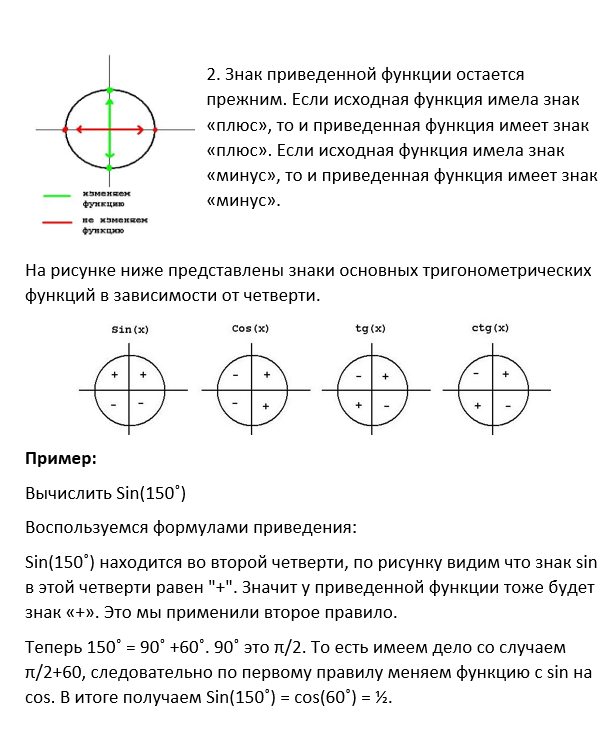 2. Знак приведенной функции остается
прежним. Если исходная функция имела знак
«плюс», то и приведенная функция имеет знак
«плюс». Если исходная функция имела знак
«минус», то и приведенная функция имеет знак
«минус».
изменяем
функцию
не изменяем
функцию
На рисунке ниже представлены знаки основных тригонометрических
функций в зависимости от четверти.
Sin(x) Cos(x) tg(x) ctg(x)
+ + - + - + - +
- - - + + - + -
Пример:
Вычислить Sin(150˚)
Воспользуемся формулами приведения:
Sin(150˚) находится во второй четверти, по рисунку видим что знак sin
в этой четверти равен "+". Значит у приведенной функции тоже будет
знак «+». Это мы применили второе правило.
Теперь 150˚ = 90˚ +60˚. 90˚ это π/2. То есть имеем дело со случаем
π/2+60, следовательно по первому правилу меняем функцию с sin на
cos. В итоге получаем Sin(150˚) = cos(60˚) = ½.